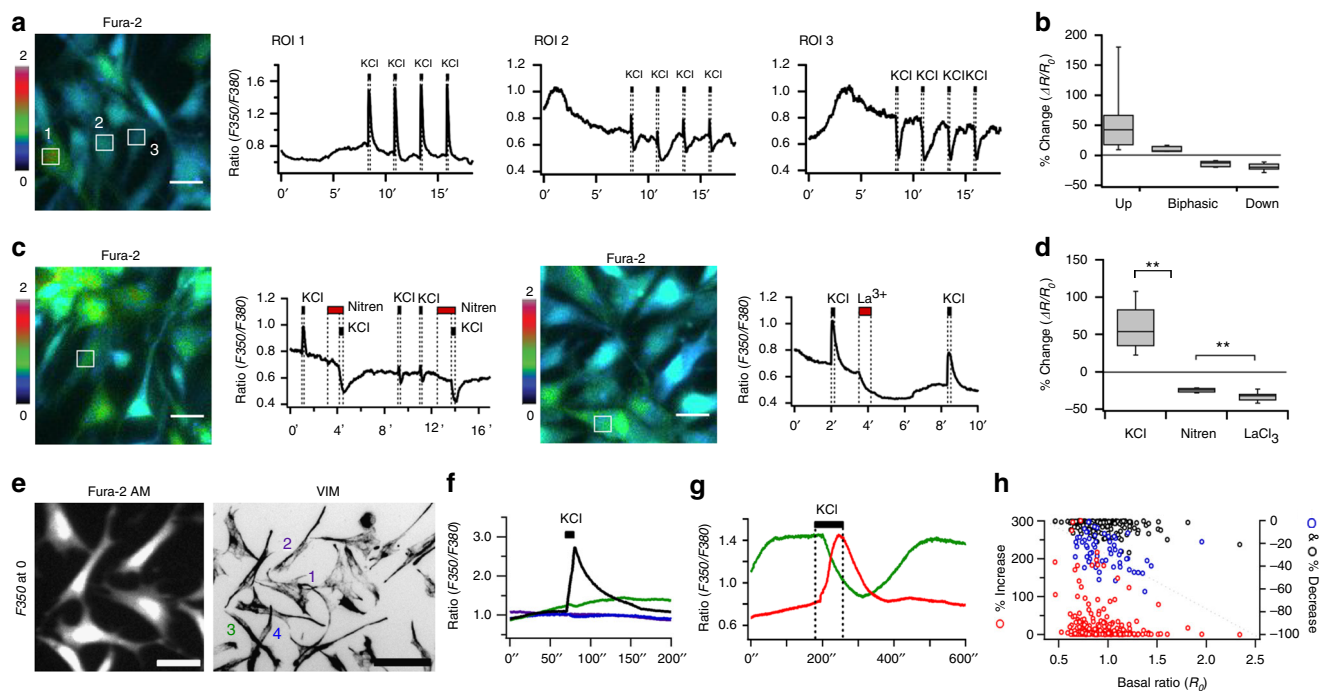 a
Fura-2
2
0
1
2
3
ROI 1
KCl KCl KCl KCl
Ratio (F350/F380)
1.6
1.2
0.8
0′ 5′ 10′ 15′
ROI 2
KCl KCl KCl KCl
1.2
1.0
0.8
0.6
0.4
0′ 5′ 10′ 15′
ROI 3
KCl KCl KCl KCl
1.2
1.0
0.8
0.6
0.4
0′ 5′ 10′ 15′
b
% Change (ΔR/R0)
200
150
100
50
0
−50
Up Biphasic Down
c
Fura-2
2
0
Ratio (F350/F380)
1.2
1.0
0.8
0.6
0.4
KCl
Nitren
KCl
KCl KCl
Nitren
KCl
0′ 4′ 8′ 12′ 16′
Fura-2
2
0
Ratio (F350/F380)
1.2
1.0
0.8
0.6
0.4
KCl
La3+
KCl
0′ 2′ 4′ 6′ 8′ 10′
d
% Change (ΔR/R0)
150
100
50
0
−50
**
**
KCl Nitren LaCl3
e
Fura-2 AM
F350 at 0
VIM
2
1
3
4
f
Ratio (F350/F380)
3.0
2.0
1.0
KCl
0″ 50″ 100″ 150″ 200″
g
Ratio (F350/F380)
1.4
1.0
0.6
KCl
0″ 200″ 400″ 600″
h
O % Increase
300
200
100
0
0
−20
−40
−60
−80
−100
O & O % Decrease
0.5 1.0 1.5 2.0 2.5
Basal ratio (R0)